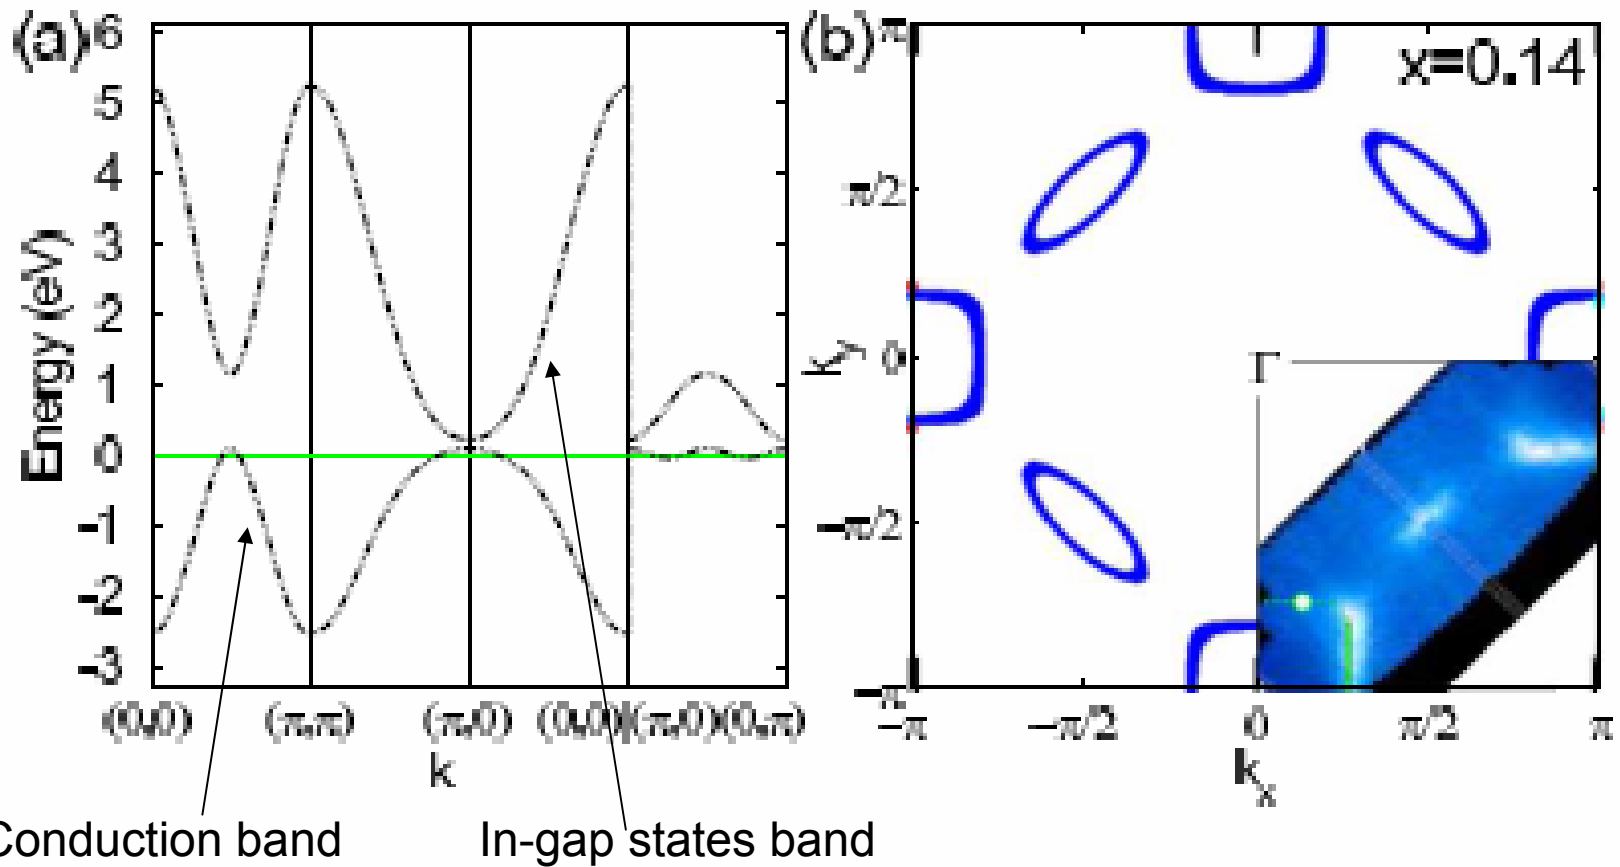 (a)
6
5
4
3
2
1
0
-1
-2
-3
Energy (eV)
(0,0) (π,π) (π,0) (0,0)|(π,0)(0,π)
k
Conduction band
In-gap states band
(b)
x=0.14
π
π/2
0
-π/2
-π
k_y
Γ
-π -π/2 0 π/2 π
k_x